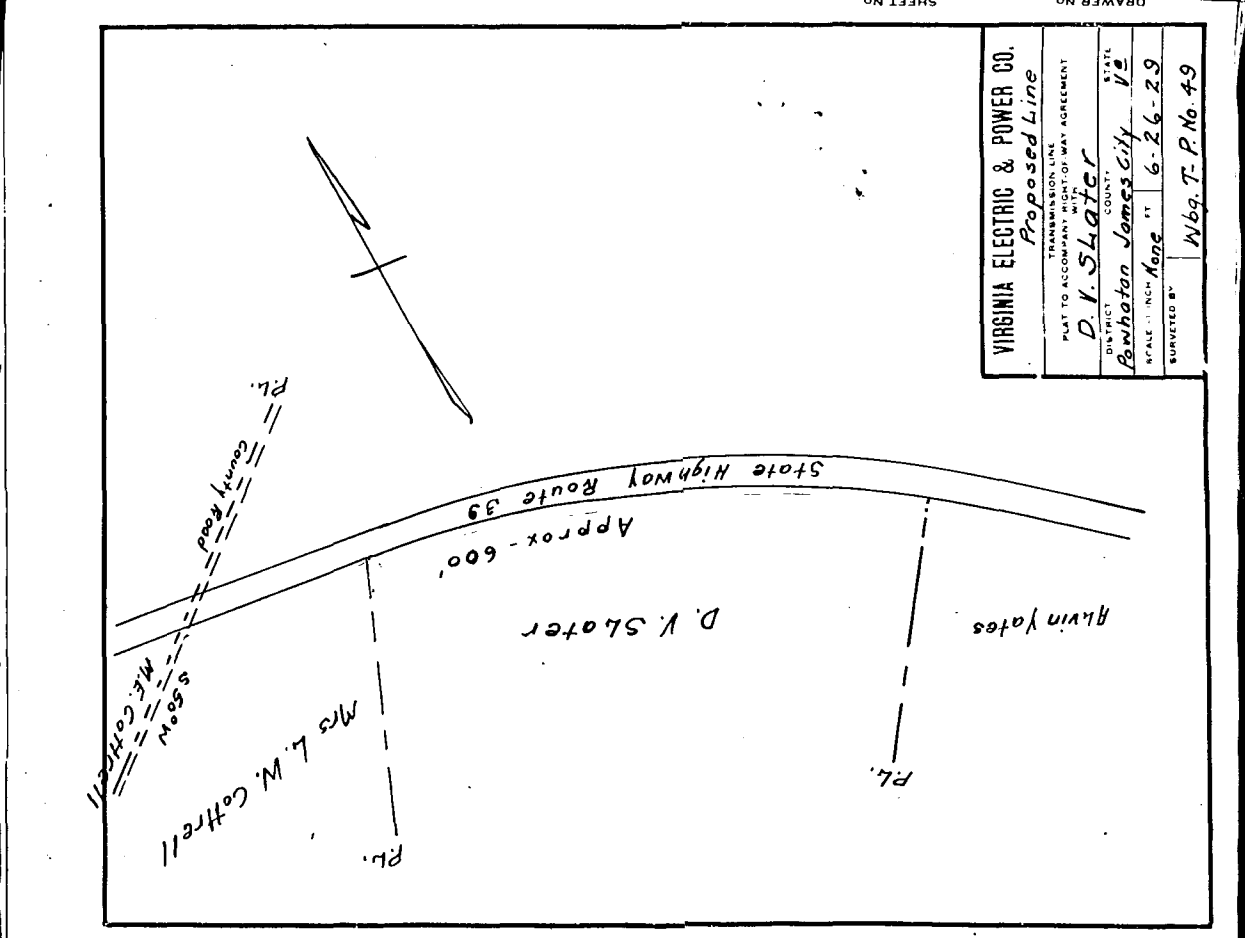 DRAWER NO
SHEET NO
VIRGINIA ELECTRIC & POWER CO.
Proposed Line
TRANSMISSION LINE
PLAT TO ACCOMPANY RIGHT-OF-WAY AGREEMENT
WITH
D. V. Slater
DISTRICT COUNTY STATE
Powhatan James City Va
SCALE - 1 INCH None FT 6-26-29
SURVEYED BY Wbg. T-P. No. 49
P.L.
County Road
State Highway Route 39
Approx - 600'
D. V. Slater
Alvin Yates
S50°W
M.E. Cottrell
Mrs L. W. Cottrell
P.L.
P.L.